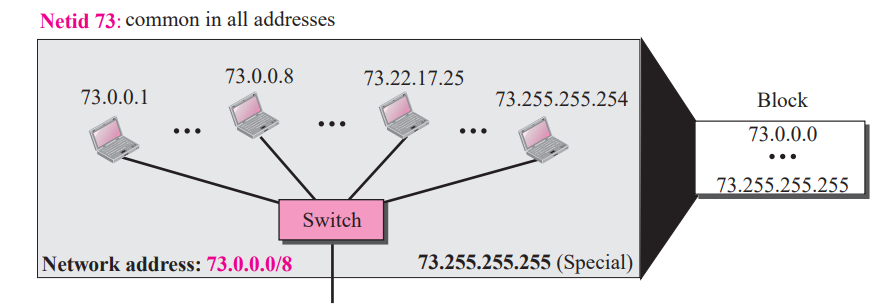 Netid 73: common in all addresses
73.0.0.1
73.0.0.8
73.22.17.25
73.255.255.254
Switch
Network address: 73.0.0.0/8
73.255.255.255 (Special)
Block
73.0.0.0
73.255.255.255